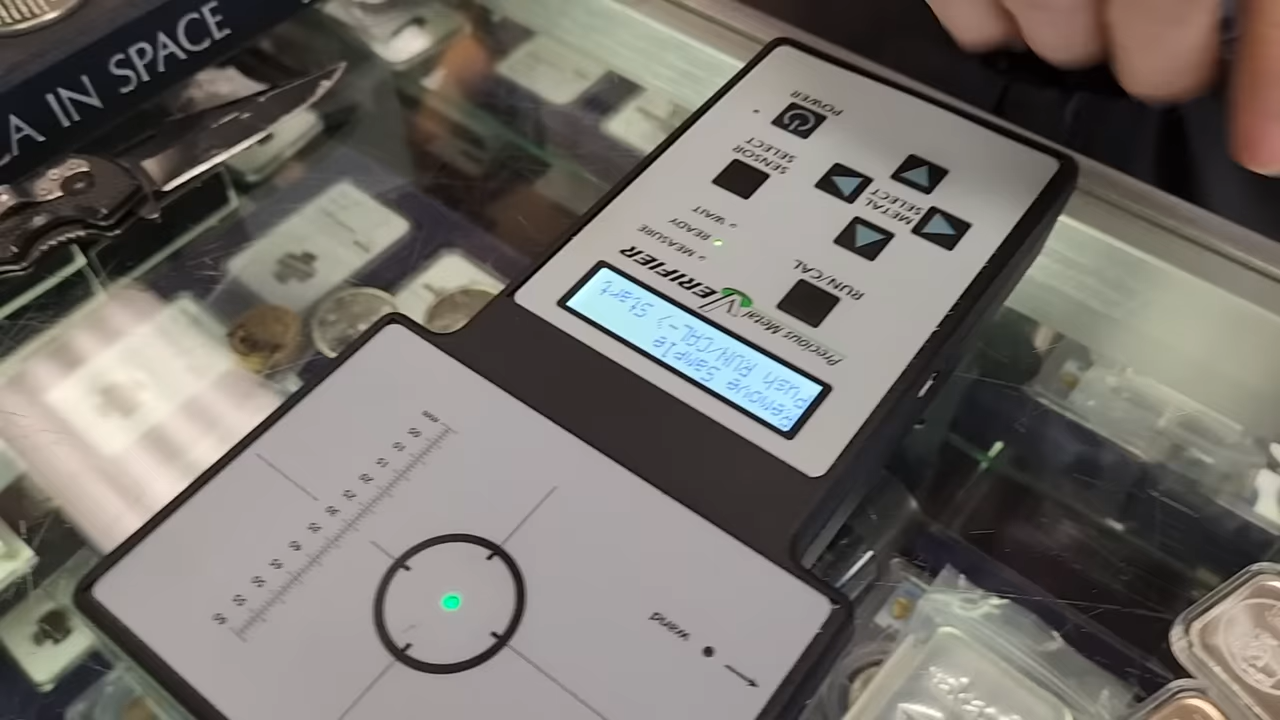 A IN SPACE
POWER
SENSOR
SELECT
METAL
SELECT
WAIT
READY
MEASURE
RUN/CAL
Precious Metal
VERIFIER
Remove sample
Push RUN/CAL-> Start
mm
wand